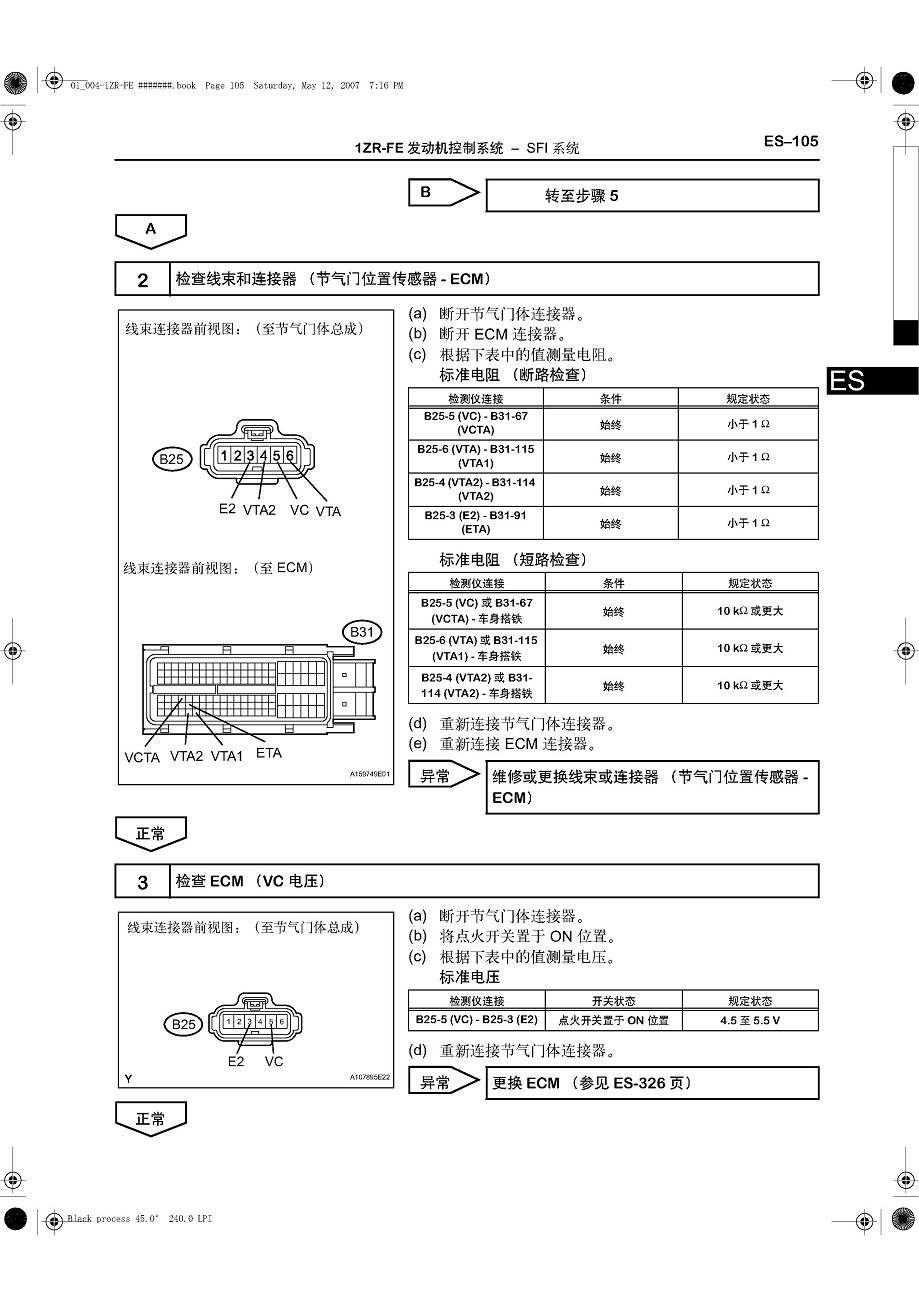 01_004-1ZR-FE #######.book Page 105 Saturday, May 12, 2007 7:16 PM
1ZR-FE 发动机控制系统 – SFI 系统
ES–105
B
转至步骤 5
A
2
检查线束和连接器 （节气门位置传感器 - ECM）
线束连接器前视图：（至节气门体总成）
B25
1 2 3 4 5 6
E2 VTA2 VC VTA
线束连接器前视图：（至 ECM）
B31
VCTA VTA2 VTA1 ETA
A159749E01
(a) 断开节气门体连接器。
(b) 断开 ECM 连接器。
(c) 根据下表中的值测量电阻。
标准电阻 （断路检查）
检测仪连接 条件 规定状态
B25-5 (VC) - B31-67
(VCTA) 始终 小于 1 Ω
B25-6 (VTA) - B31-115
(VTA1) 始终 小于 1 Ω
B25-4 (VTA2) - B31-114
(VTA2) 始终 小于 1 Ω
B25-3 (E2) - B31-91
(ETA) 始终 小于 1 Ω
标准电阻 （短路检查）
检测仪连接 条件 规定状态
B25-5 (VC) 或 B31-67
(VCTA) - 车身搭铁 始终 10 kΩ 或更大
B25-6 (VTA) 或 B31-115
(VTA1) - 车身搭铁 始终 10 kΩ 或更大
B25-4 (VTA2) 或 B31-
114 (VTA2) - 车身搭铁 始终 10 kΩ 或更大
(d) 重新连接节气门体连接器。
(e) 重新连接 ECM 连接器。
异常
维修或更换线束或连接器 （节气门位置传感器 -
ECM）
ES
正常
3
检查 ECM （VC 电压）
线束连接器前视图：（至节气门体总成）
B25
1 2 3 4 5 6
E2 VC
Y
A107895E22
(a) 断开节气门体连接器。
(b) 将点火开关置于 ON 位置。
(c) 根据下表中的值测量电压。
标准电压
检测仪连接 开关状态 规定状态
B25-5 (VC) - B25-3 (E2) 点火开关置于 ON 位置 4.5 至 5.5 V
(d) 重新连接节气门体连接器。
异常
更换 ECM （参见 ES-326 页）
正常
Black process 45.0° 240.0 LPI